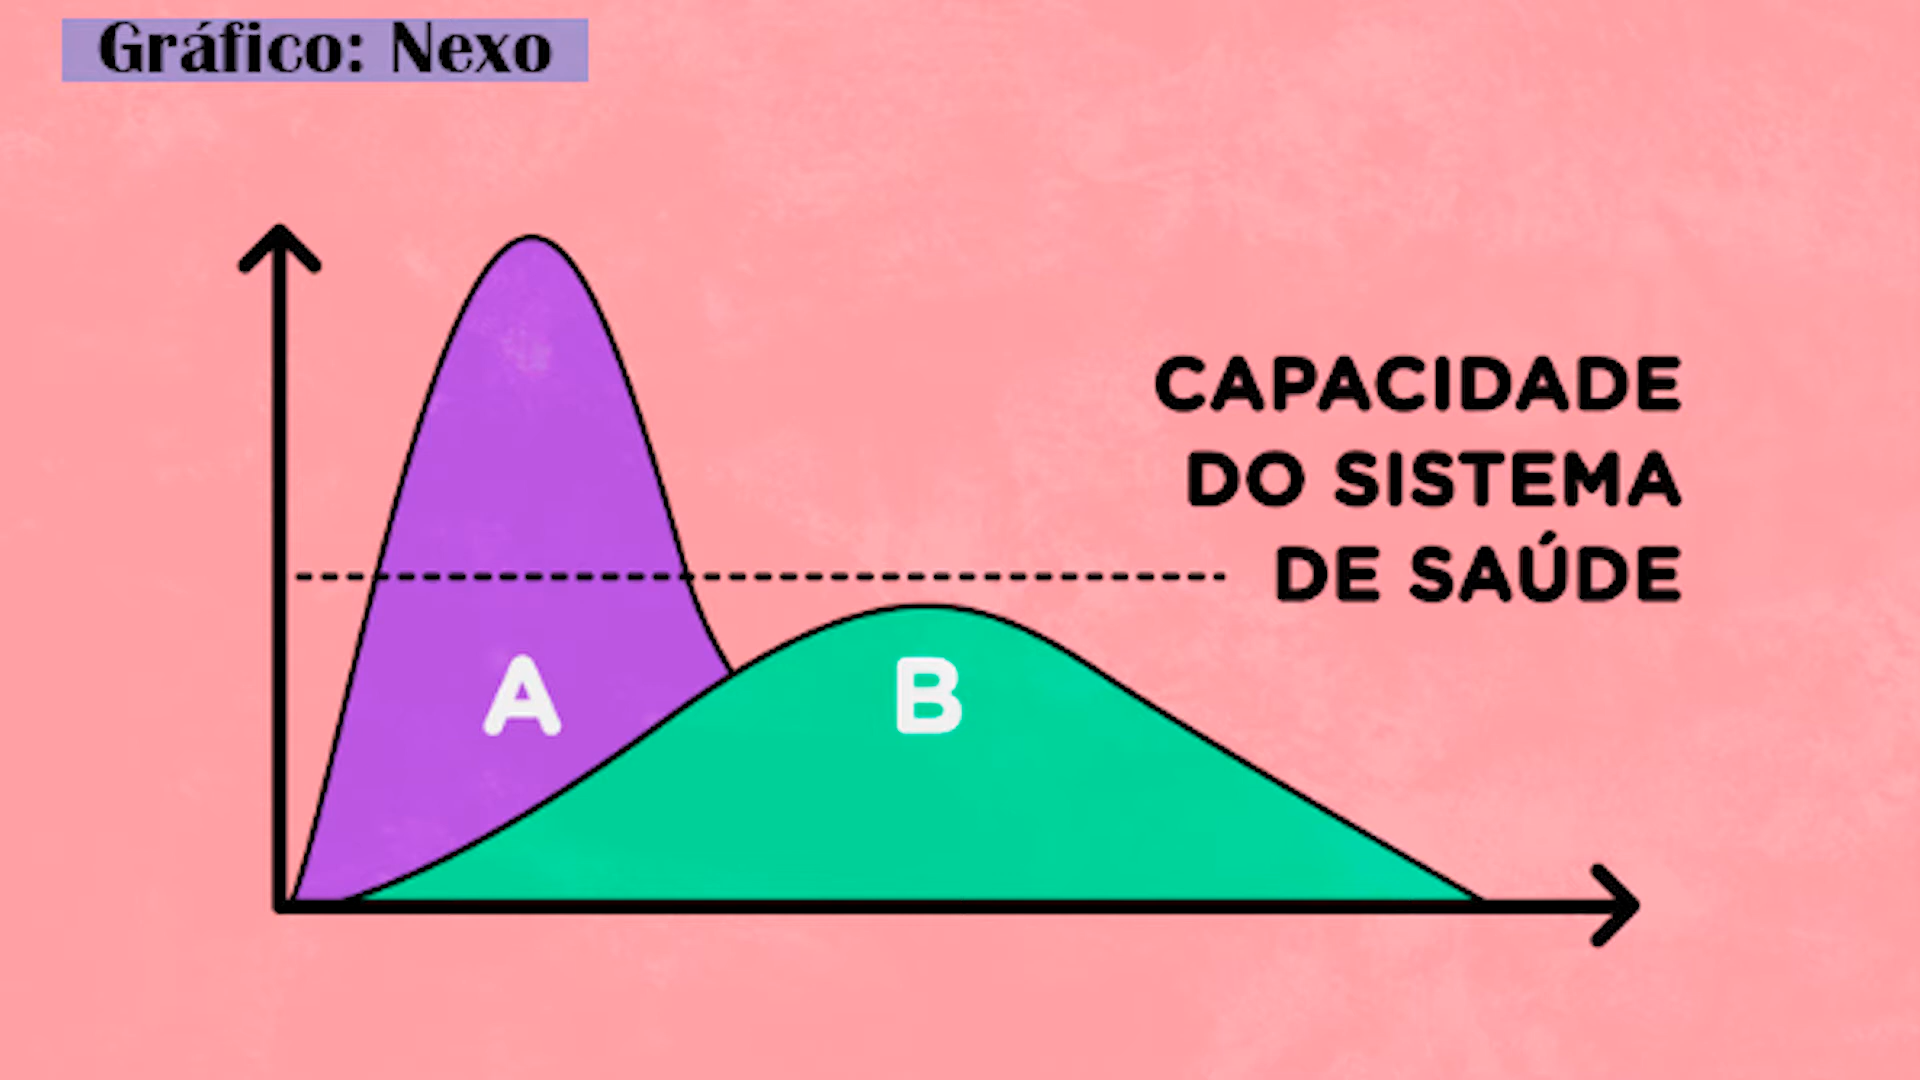 Gráfico: Nexo
CAPACIDADE
DO SISTEMA
DE SAÚDE
A
B